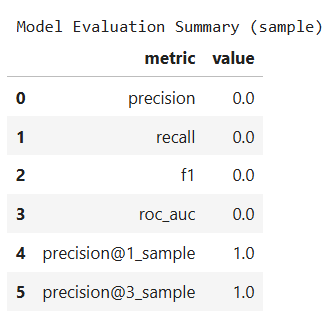 Model Evaluation Summary (sample)
metric value
0 precision 0.0
1 recall 0.0
2 f1 0.0
3 roc_auc 0.0
4 precision@1_sample 1.0
5 precision@3_sample 1.0